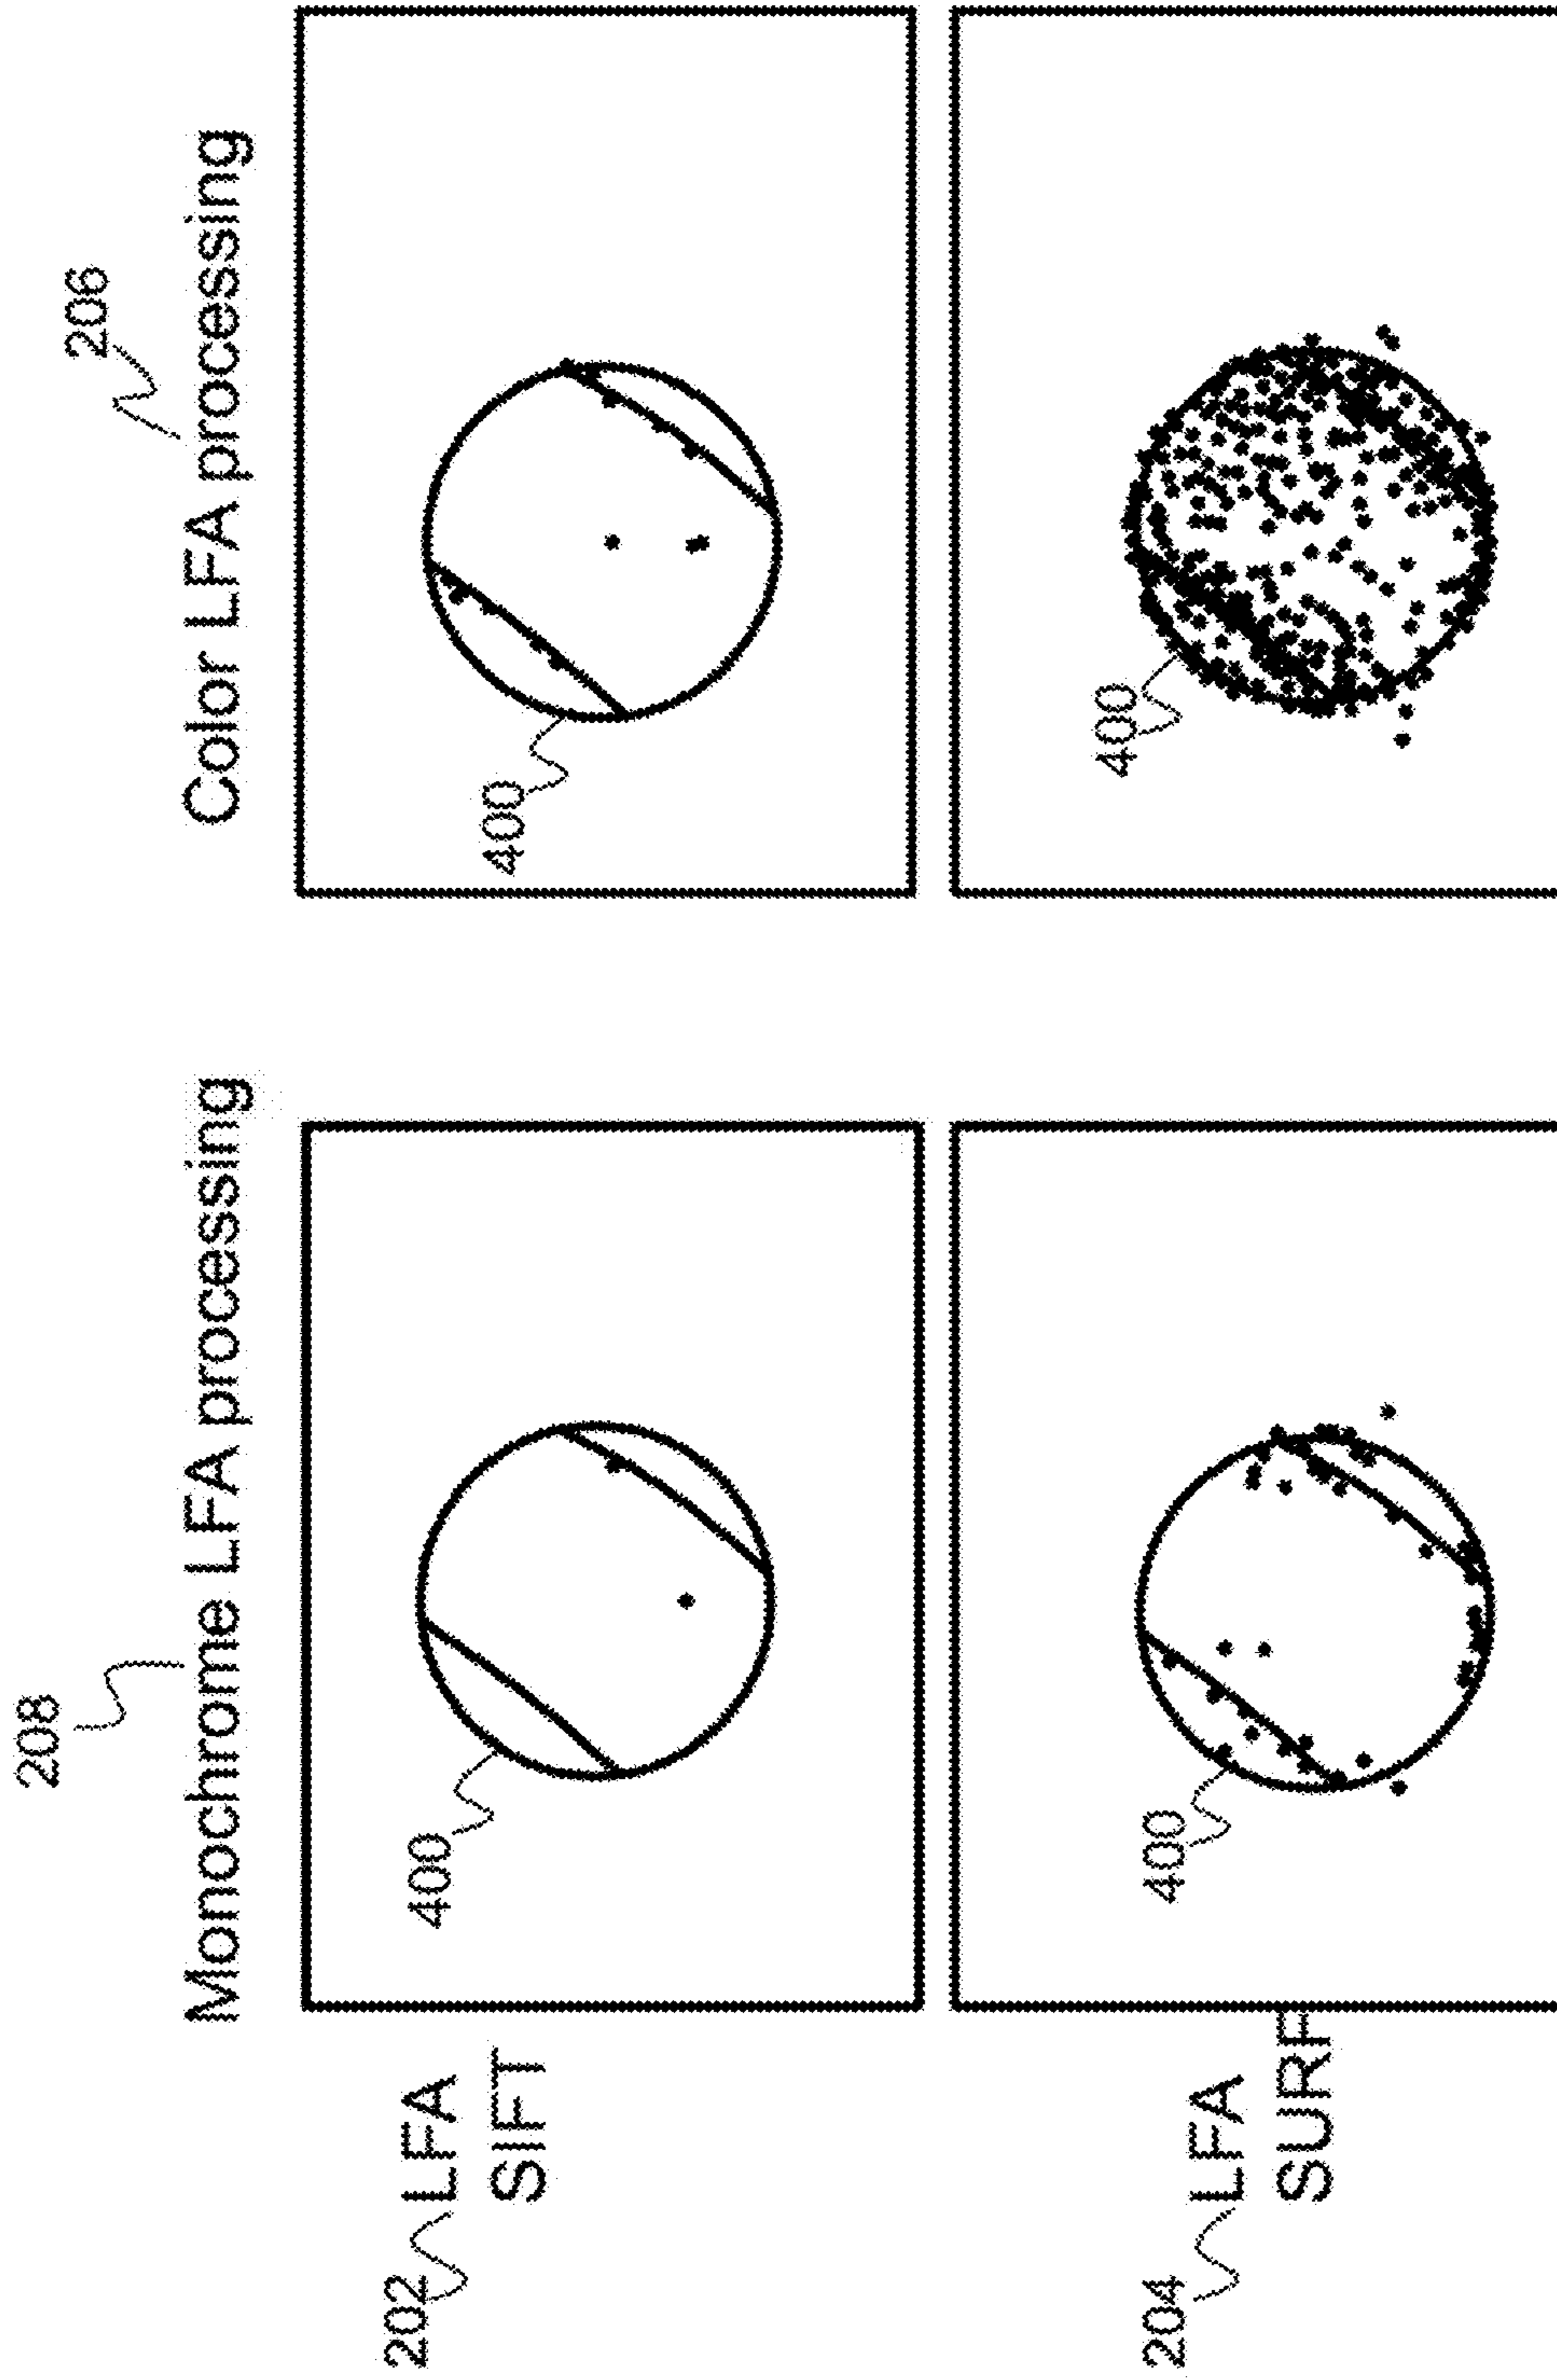 208
206
Monochrome LFA processing
Color LFA processing
202
LFA
SIFT
400
400
204
LFA
SURF
400
400